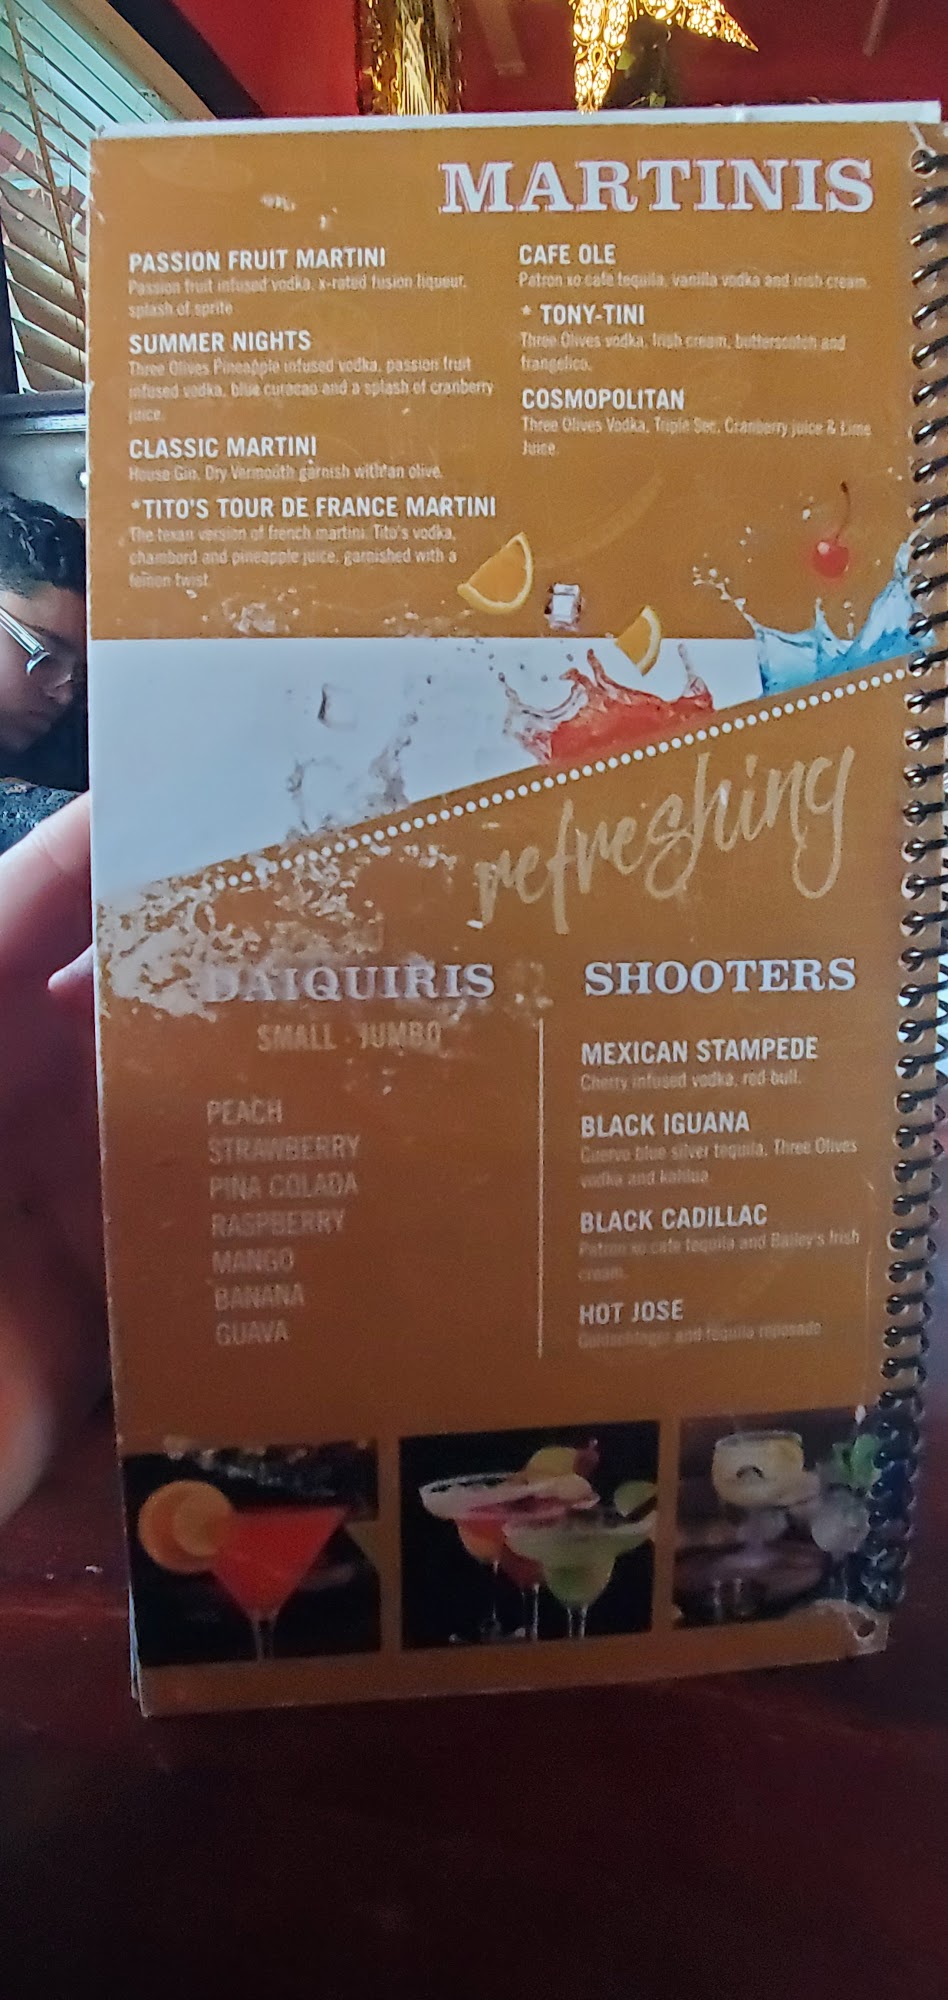 MARTINIS
PASSION FRUIT MARTINI
Passion fruit infused vodka, x-rated fusion liqueur,
splash of sprite
SUMMER NIGHTS
Three Olives Pineapple infused vodka, passion fruit
infused vodka, blue curacao and a splash of cranberry
juice.
CLASSIC MARTINI
House Gin, Dry Vermouth garnish with an olive.
*TITO'S TOUR DE FRANCE MARTINI
The texan version of french martini. Tito's vodka,
chambord and pineapple juice, garnished with a
lemon twist
CAFE OLE
Patron xo cafe tequila, vanilla vodka and irish cream.
* TONY-TINI
Three Olives vodka, Irish cream, butterscotch and
frangelico.
COSMOPOLITAN
Three Olives Vodka, Triple Sec, Cranberry juice & Lime
Juice.
refreshing
DAIQUIRIS
SMALL - JUMBO
PEACH
STRAWBERRY
PINA COLADA
RASPBERRY
MANGO
BANANA
GUAVA
SHOOTERS
MEXICAN STAMPEDE
Cherry infused vodka, red bull.
BLACK IGUANA
Cuervo blue silver tequila, Three Olives
vodka and kahlua
BLACK CADILLAC
Patron xo cafe tequila and Bailey's Irish
cream.
HOT JOSE
Goldschlager and tequila reposado